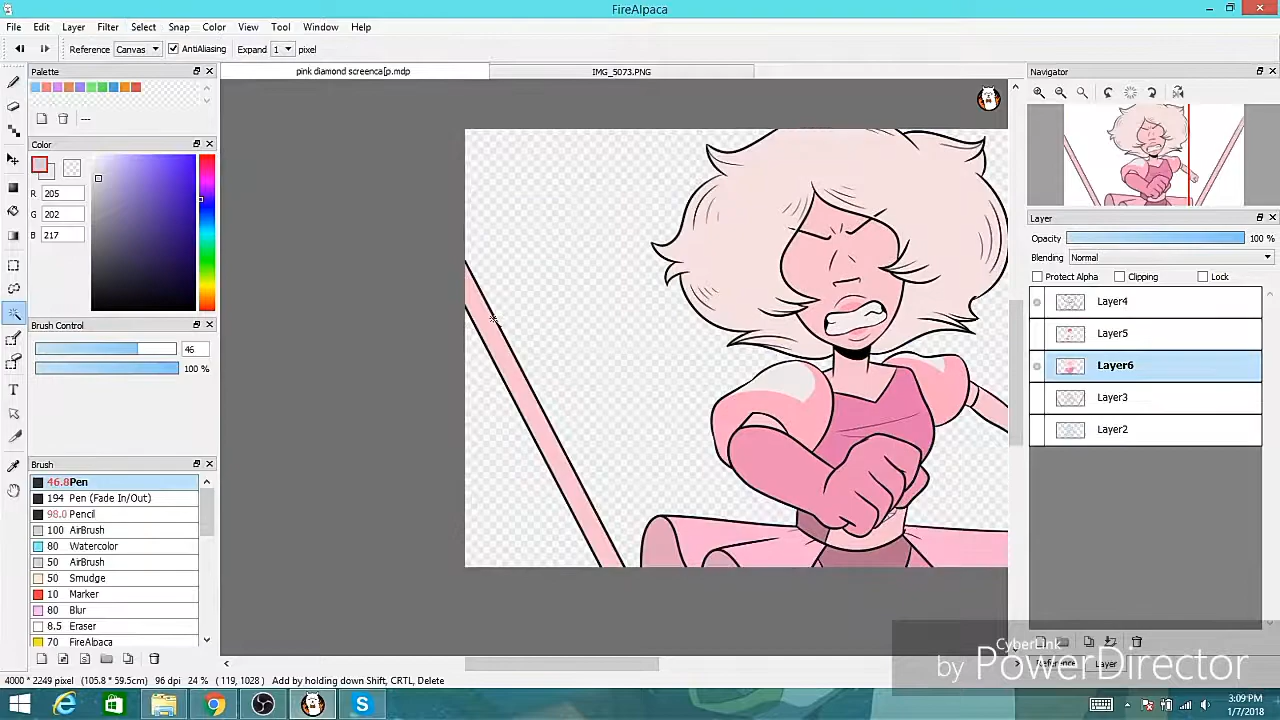 FireAlpaca
File Edit Layer Filter Select Snap Color View Tool Window Help
Reference Canvas AntiAliasing Expand 1 pixel
Palette
pink diamond screenca[p.mdp
IMG_5073.PNG
Navigator
---
Color
R 205
G 202
B 217
Layer
Opacity 100 %
Blending Normal
Protect Alpha Clipping Lock
Layer4
Layer5
Layer6
Layer3
Layer2
Brush Control
46
100 %
Brush
46.8 Pen
194 Pen (Fade In/Out)
98.0 Pencil
100 AirBrush
80 Watercolor
50 AirBrush
50 Smudge
10 Marker
80 Blur
8.5 Eraser
70 FireAlpaca
CyberLink
by PowerDirector
Reference Layer
4000 * 2249 pixel (105.8 * 59.5cm) 96 dpi 24 % ( 119, 1028 ) Add by holding down Shift, CRTL, Delete
3:09 PM
1/7/2018